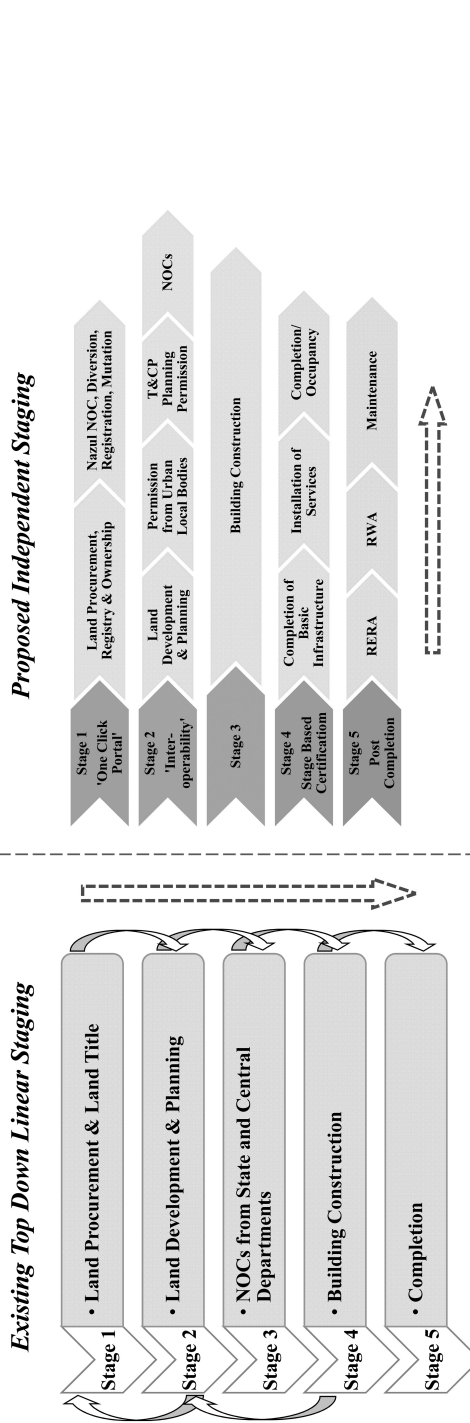 Existing Top Down Linear Staging
Stage 1
• Land Procurement & Land Title
Stage 2
• Land Development & Planning
Stage 3
• NOCs from State and Central
Departments
Stage 4
• Building Construction
Stage 5
• Completion
Proposed Independent Staging
Stage 1
'One Click
Portal'
Land Procurement,
Registry & Ownership
Nazul NOC, Diversion,
Registration, Mutation
Stage 2
'Inter-
operability'
Land
Development
& Planning
Permission
from Urban
Local Bodies
T&CP
Planning
Permission
NOCs
Stage 3
Building Construction
Stage 4
Stage Based
Certificatiom
Completion of
Basic
Infrastructure
Installation of
Services
Completion/
Occupancy
Stage 5
Post
Completion
RERA
RWA
Maintenance